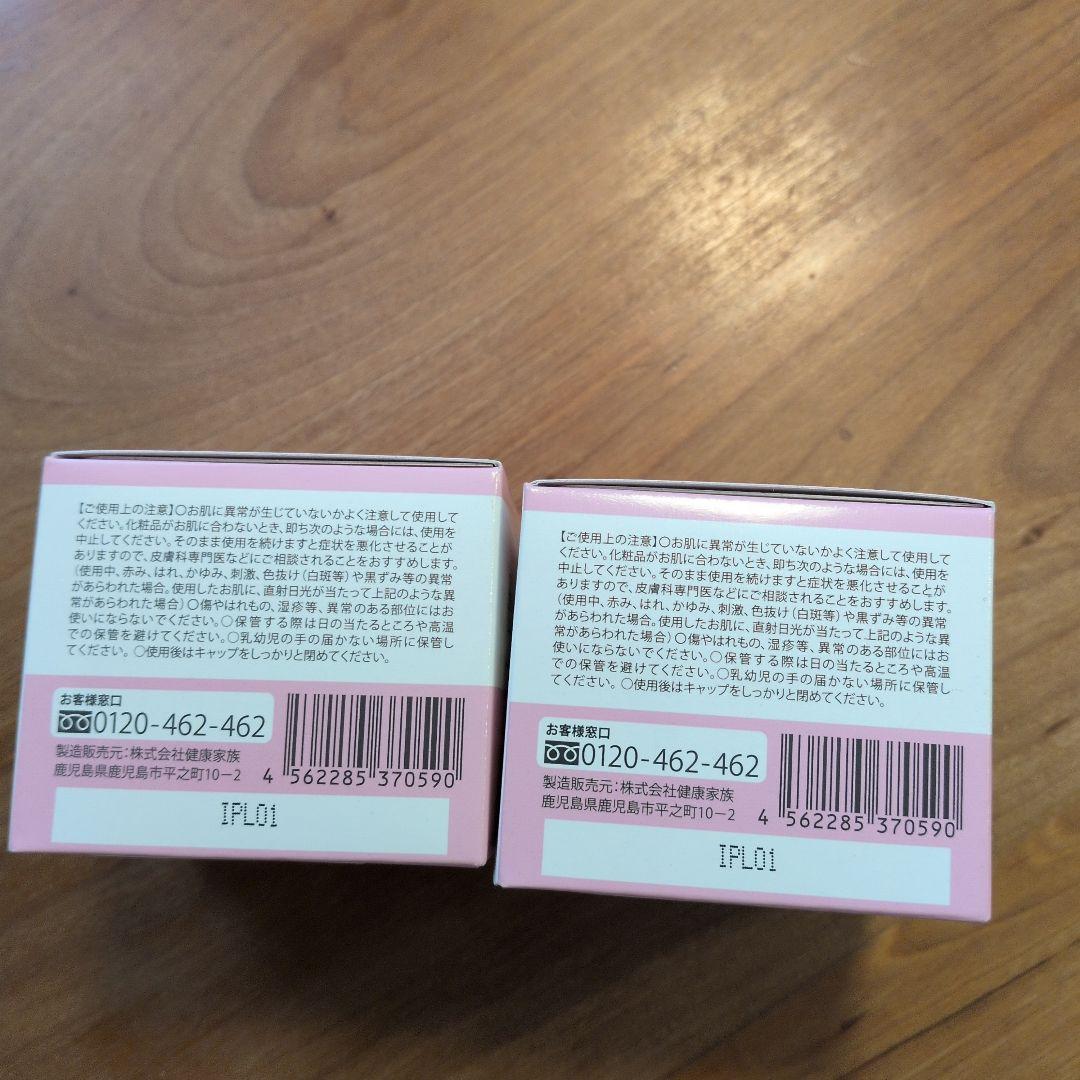 【ご使用上の注意】○お肌に異常が生じていないかよく注意して使用して
ください。化粧品がお肌に合わないとき、即ち次のような場合には、使用を
中止してください。そのまま使用を続けますと症状を悪化させることが
ありますので、皮膚科専門医などにご相談されることをおすすめします。
(使用中、赤み、はれ、かゆみ、刺激、色抜け(白斑等)や黒ずみ等の異常
があらわれた場合。使用したお肌に、直射日光が当たって上記のような異
常があらわれた場合)○傷やはれもの、湿疹等、異常のある部位にはお
使いにならないでください。○保管する際は日の当たるところや高温
での保管を避けてください。○乳幼児の手の届かない場所に保管し
てください。○使用後はキャップをしっかりと閉めてください。
お客様窓口
0120-462-462
製造販売元:株式会社健康家族
鹿児島県鹿児島市平之町10-2
4 562285 370590
IPL01
【ご使用上の注意】○お肌に異常が生じていないかよく注意して使用して
ください。化粧品がお肌に合わないとき、即ち次のような場合には、使用を
中止してください。そのまま使用を続けますと症状を悪化させることが
ありますので、皮膚科専門医などにご相談されることをおすすめします。
(使用中、赤み、はれ、かゆみ、刺激、色抜け(白斑等)や黒ずみ等の異常
があらわれた場合。使用したお肌に、直射日光が当たって上記のような異
常があらわれた場合)○傷やはれもの、湿疹等、異常のある部位にはお
使いにならないでください。○保管する際は日の当たるところや高温
での保管を避けてください。○乳幼児の手の届かない場所に保管し
てください。○使用後はキャップをしっかりと閉めてください。
お客様窓口
0120-462-462
製造販売元:株式会社健康家族
鹿児島県鹿児島市平之町10-2
4 562285 370590
IPL01